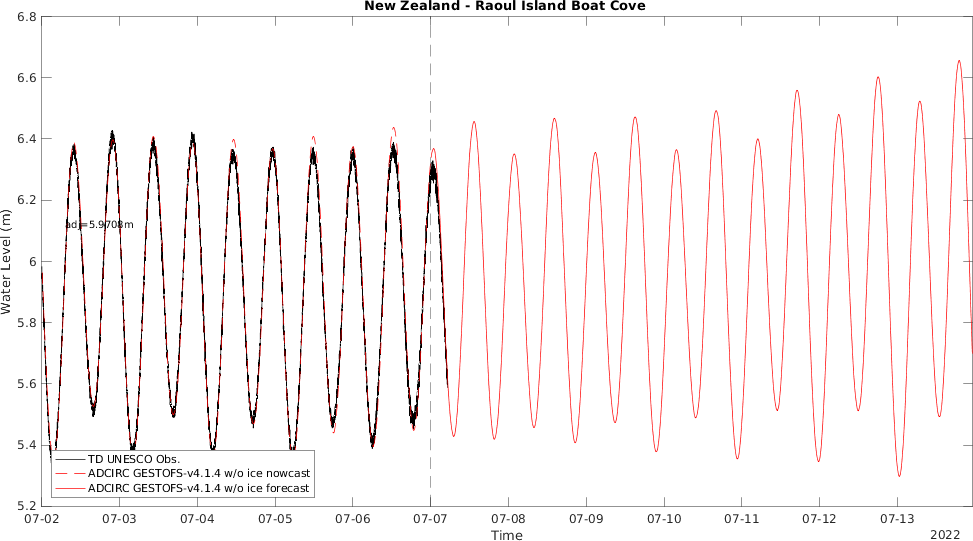 New Zealand - Raoul Island Boat Cove
6.8
6.6
6.4
6.2
6
5.8
5.6
5.4
5.2
Water Level (m)
adj=5.9708m
TD UNESCO Obs.
ADCIRC GESTOFS-v4.1.4 w/o ice nowcast
ADCIRC GESTOFS-v4.1.4 w/o ice forecast
07-02 07-03 07-04 07-05 07-06 07-07 07-08 07-09 07-10 07-11 07-12 07-13
Time
2022